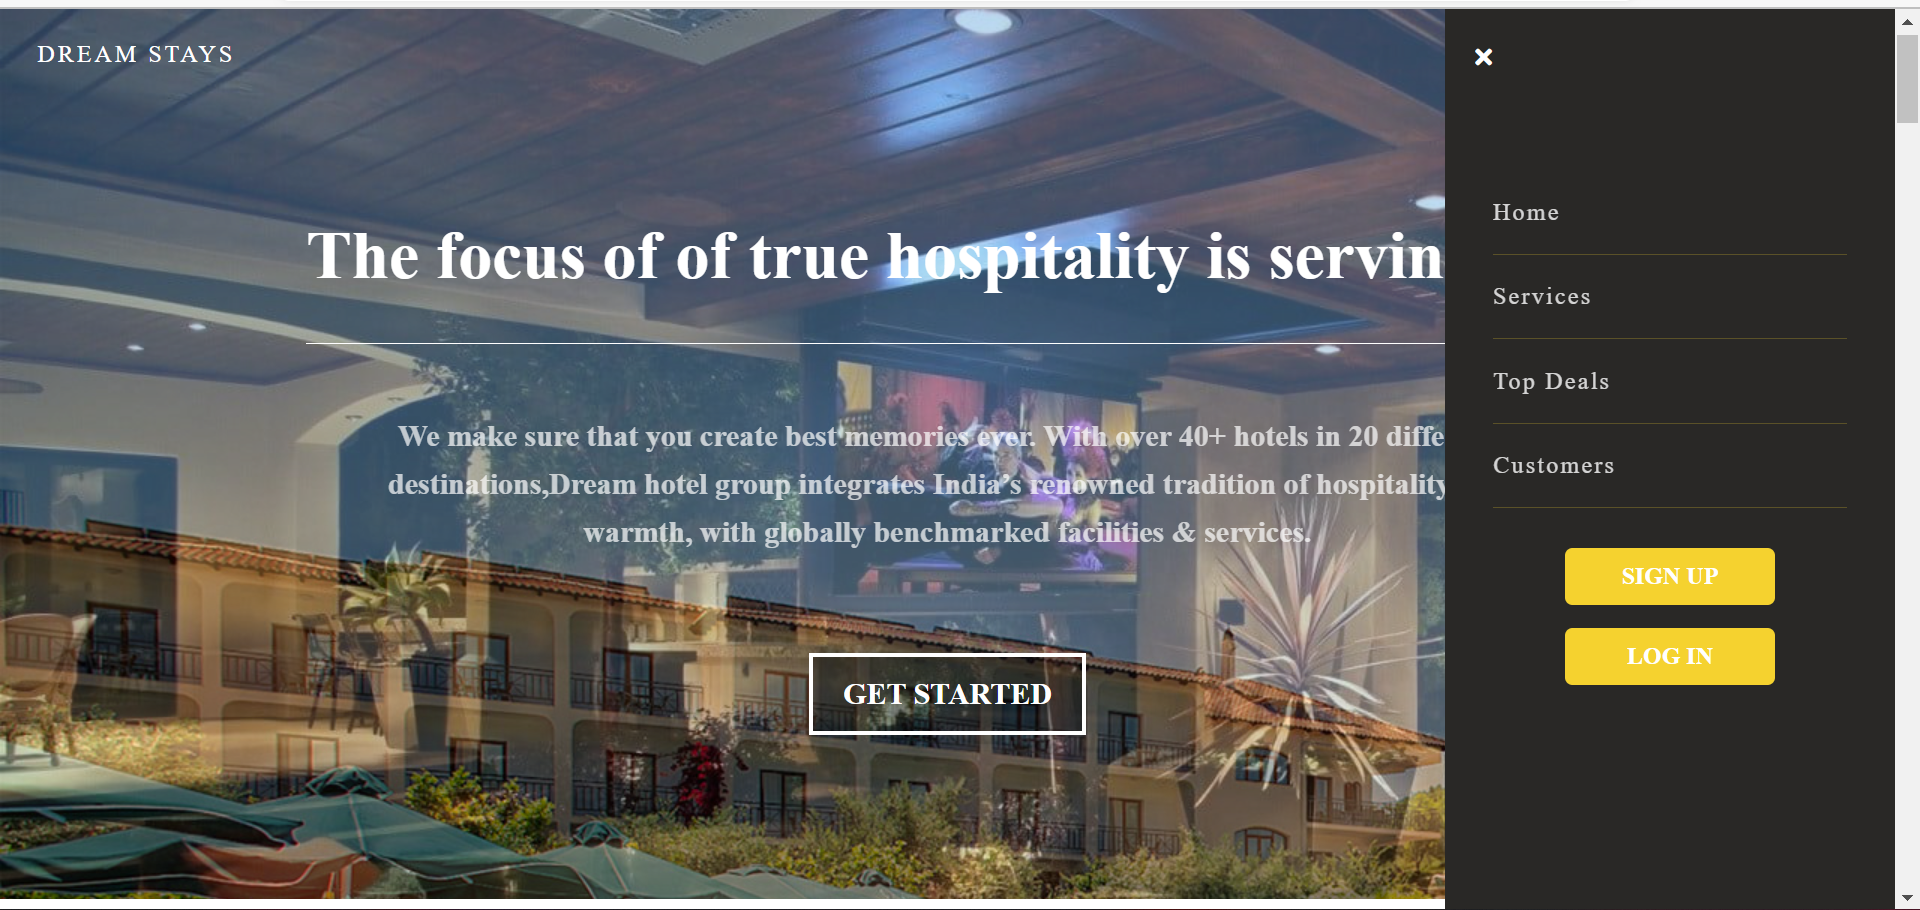 DREAM STAYS
The focus of of true hospitality is servin
We make sure that you create best memories ever. With over 40+ hotels in 20 diffe
destinations,Dream hotel group integrates India’s renowned tradition of hospitality
warmth, with globally benchmarked facilities & services.
GET STARTED
Home
Services
Top Deals
Customers
SIGN UP
LOG IN